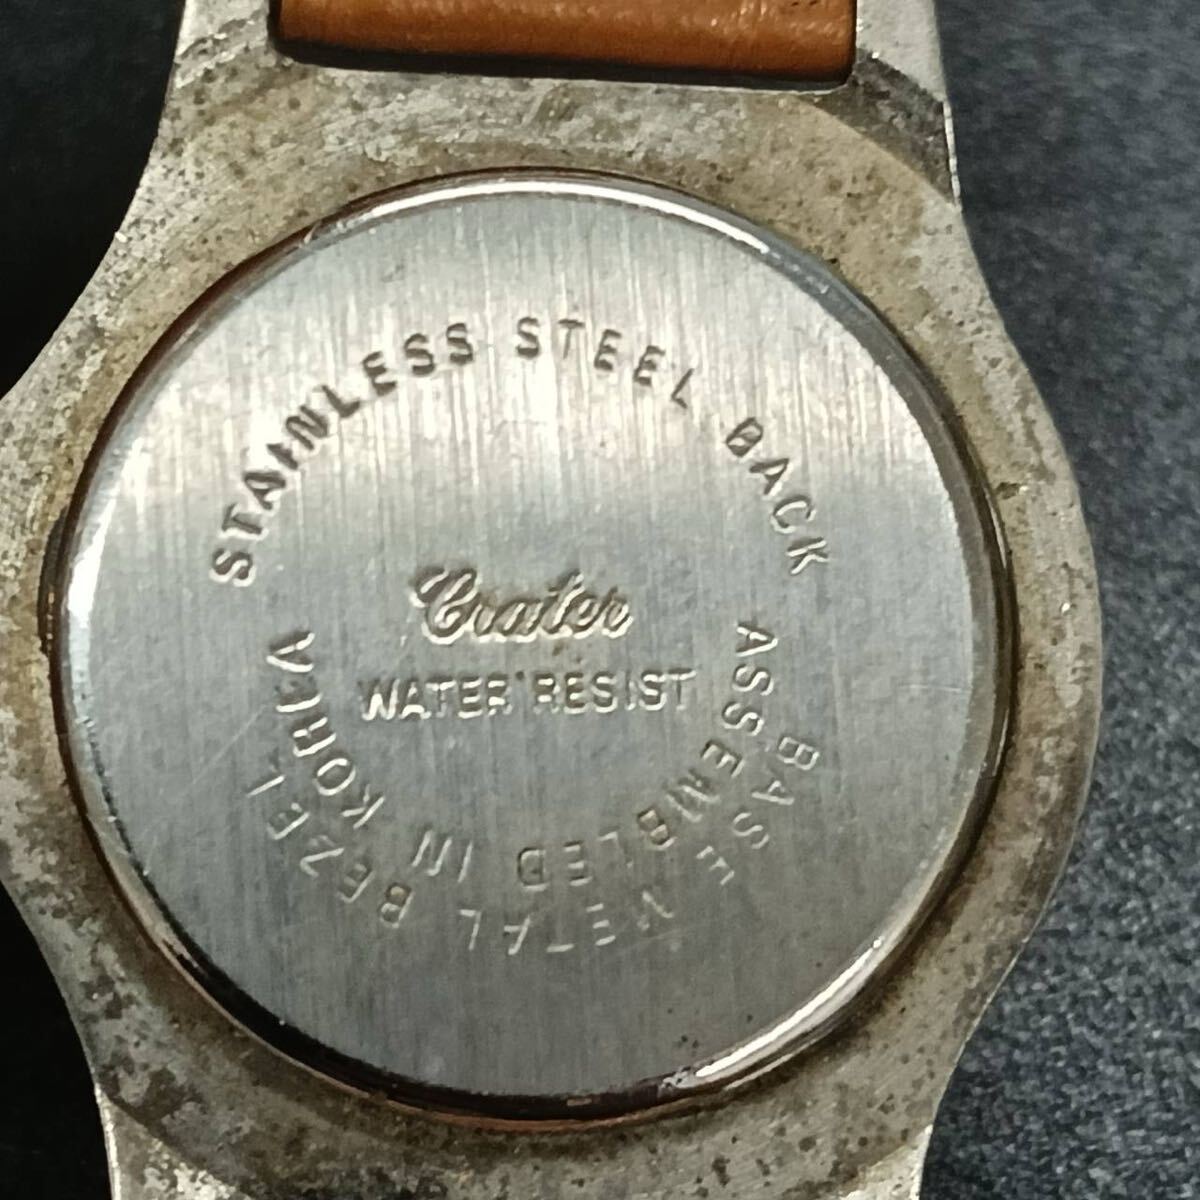 STAINLESS STEEL BACK
Crater
WATER RESIST
ASSEMBLED IN KOREA
BASE METAL BEZEL